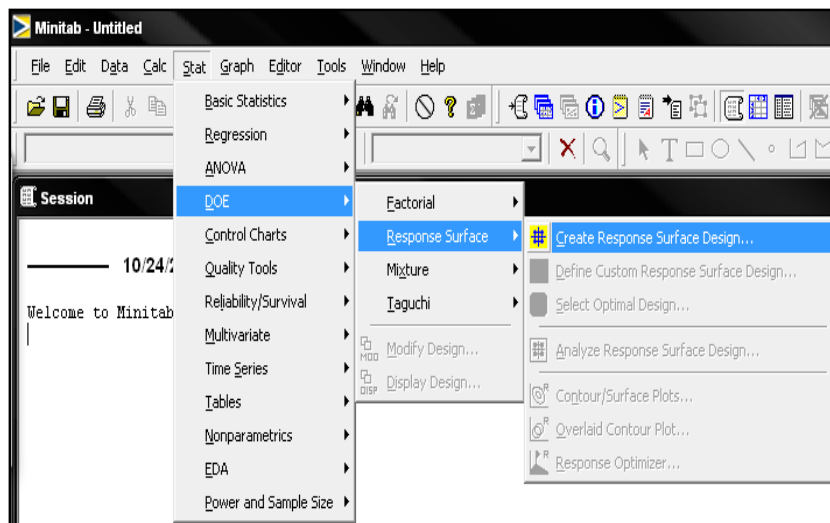 Minitab - Untitled
File Edit Data Calc Stat Graph Editor Tools Window Help
Basic Statistics
Regression
ANOVA
DOE
Control Charts
Quality Tools
Reliability/Survival
Multivariate
Time Series
Tables
Nonparametrics
EDA
Power and Sample Size
Factorial
Response Surface
Mixture
Taguchi
Modify Design...
Display Design...
Create Response Surface Design...
Define Custom Response Surface Design...
Select Optimal Design...
Analyze Response Surface Design...
Contour/Surface Plots...
Overlaid Contour Plot...
Response Optimizer...
Session
10/24/
Welcome to Minitab